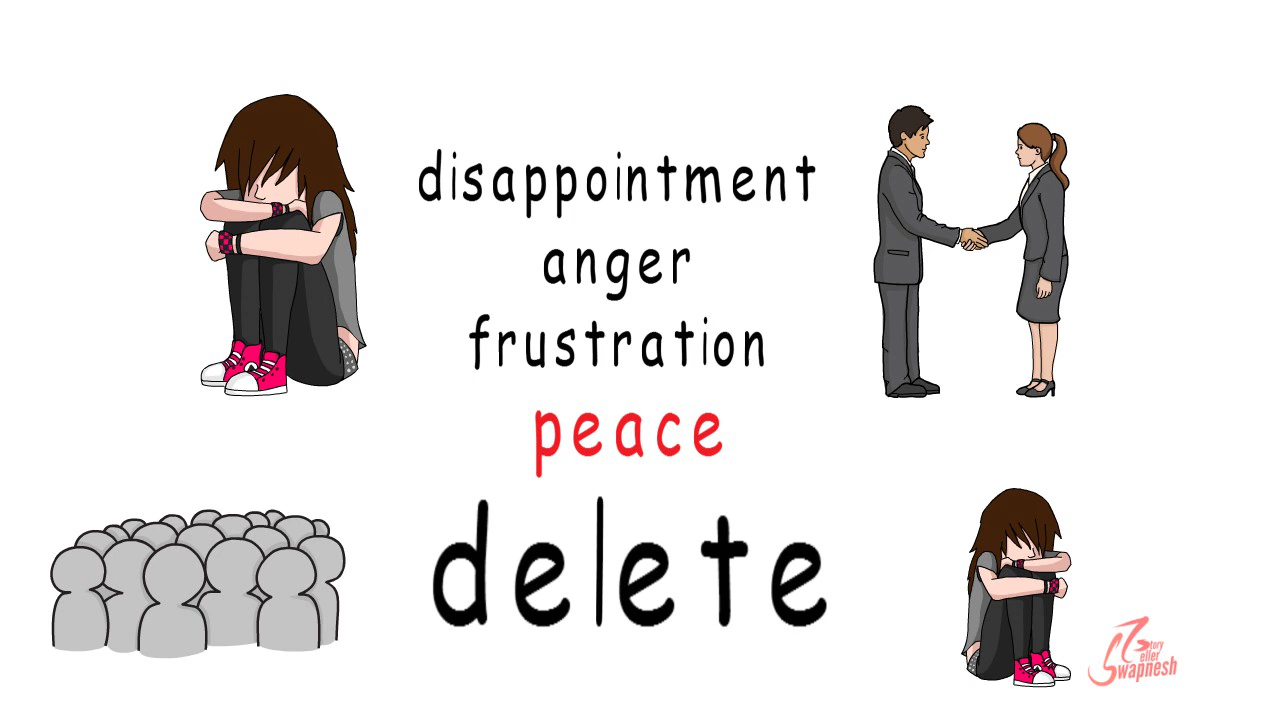 disappointment
anger
frustration
peace
delete
Story
Teller
Swapnesh